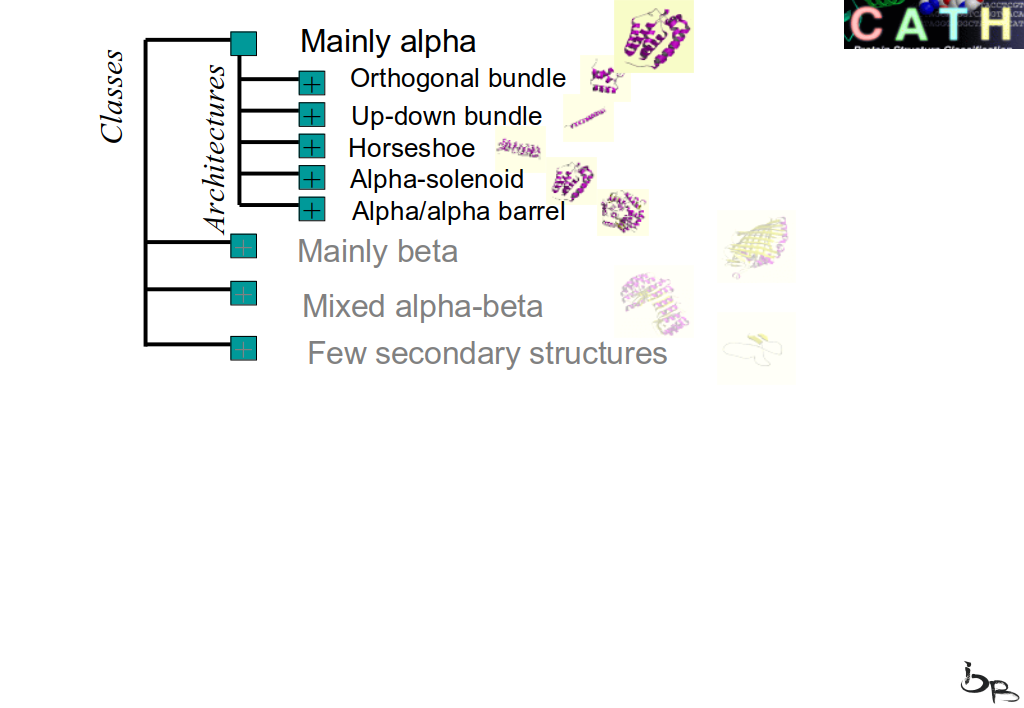 CATH
Protein Structure Classification
Classes
Architectures
Mainly alpha
Orthogonal bundle
Up-down bundle
Horseshoe
Alpha-solenoid
Alpha/alpha barrel
Mainly beta
Mixed alpha-beta
Few secondary structures